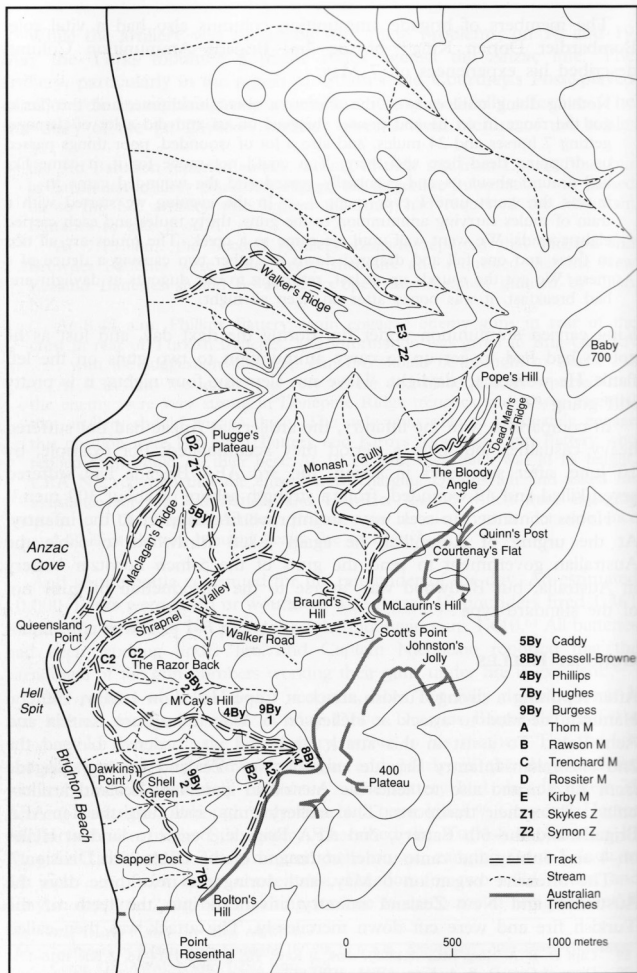 Walker's Ridge
E3
Z2
Baby
700
Pope's Hill
Dead Man's
Ridge
D2
Z1
Plugge's
Plateau
Monash Gully
The Bloody
Angle
5By
1
Maclagan's Ridge
Anzac
Cove
Quinn's Post
Courtenay's Flat
Shrapnel Valley
Braund's
Hill
McLaurin's Hill
Queensland
Point
Walker Road
Scott's Point
Johnston's
Jolly
C2
C2
The Razor Back
Hell
Spit
5By
2
M'Cay's Hill
4By
9By
1
8By
4
A2
B2
Dawkins'
Point
Shell
Green
9By
2
400
Plateau
Brighton Beach
Sapper Post
7By
4
Bolton's
Hill
Point
Rosenthal
5By Caddy
8By Bessell-Browne
4By Phillips
7By Hughes
9By Burgess
A Thom M
B Rawson M
C Trenchard M
D Rossiter M
E Kirby M
Z1 Skykes Z
Z2 Symon Z
Track
Stream
Australian
Trenches
0 500 1000 metres